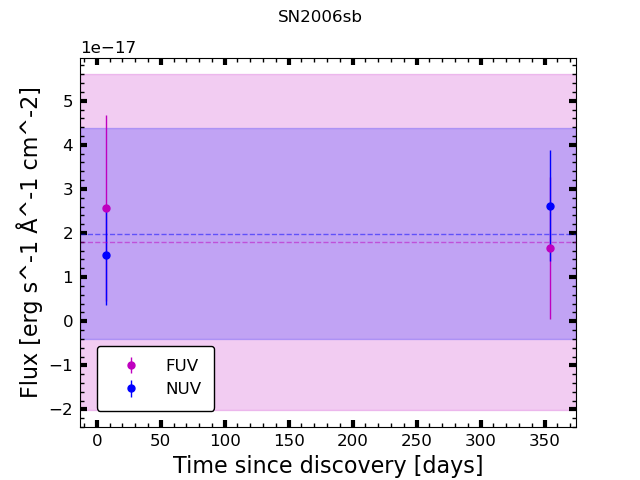 SN2006sb
1e−17
5
4
3
2
1
0
−1
−2
Flux [erg s^-1 Å^-1 cm^-2]
FUV
NUV
0 50 100 150 200 250 300 350
Time since discovery [days]